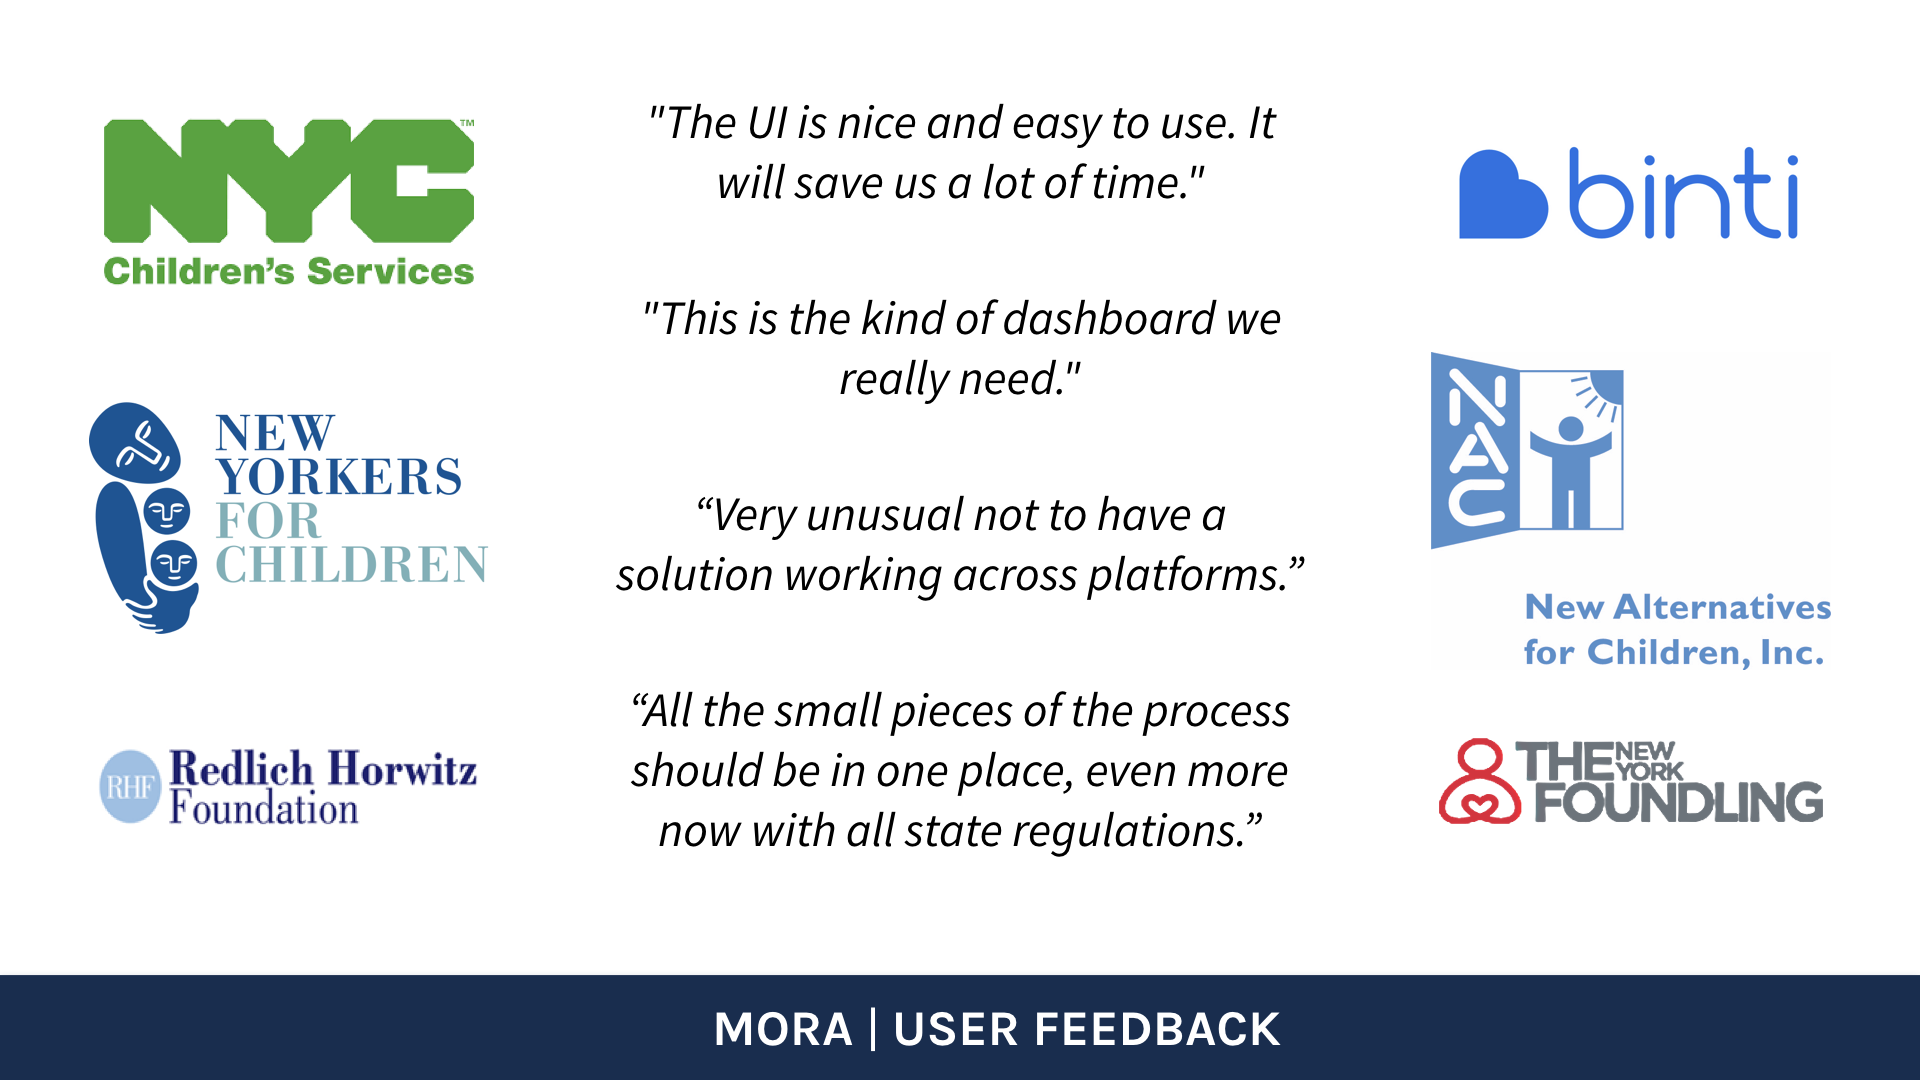 NYC
™
Children's Services
NEW
YORKERS
FOR
CHILDREN
RHF
Redlich Horwitz
Foundation
"The UI is nice and easy to use. It
will save us a lot of time."
"This is the kind of dashboard we
really need."
“Very unusual not to have a
solution working across platforms.”
“All the small pieces of the process
should be in one place, even more
now with all state regulations.”
binti
NAC
New Alternatives
for Children, Inc.
THE NEW YORK
FOUNDLING
MORA | USER FEEDBACK